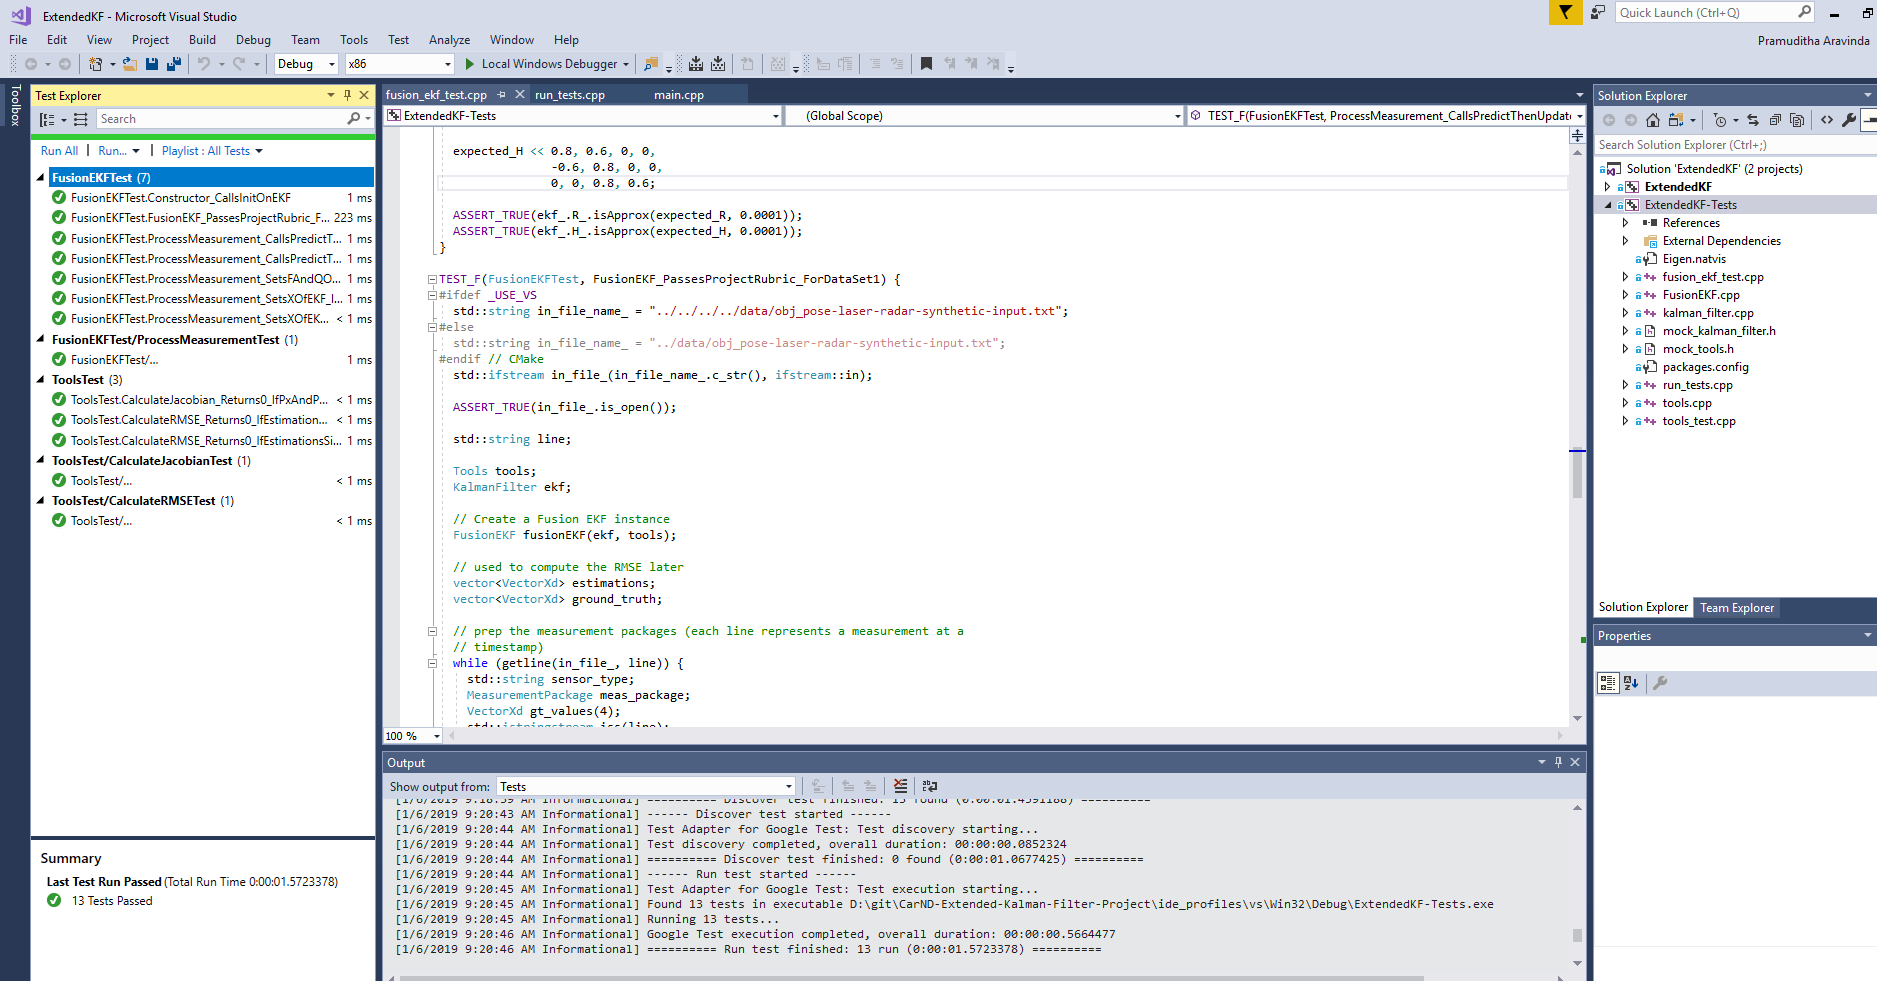 ExtendedKF - Microsoft Visual Studio
Quick Launch (Ctrl+Q)
File Edit View Project Build Debug Team Tools Test Analyze Window Help
Pramuditha Aravinda
Debug x86 Local Windows Debugger
Toolbox
Test Explorer
Search
Run All | Run... | Playlist : All Tests
FusionEKFTest (7)
FusionEKFTest.Constructor_CallsInitOnEKF 1 ms
FusionEKFTest.FusionEKF_PassesProjectRubric_F... 223 ms
FusionEKFTest.ProcessMeasurement_CallsPredictT... 1 ms
FusionEKFTest.ProcessMeasurement_CallsPredictT... 1 ms
FusionEKFTest.ProcessMeasurement_SetsFAndQO... 1 ms
FusionEKFTest.ProcessMeasurement_SetsXOfEKF_I... 1 ms
FusionEKFTest.ProcessMeasurement_SetsXOfEK... < 1 ms
FusionEKFTest/ProcessMeasurementTest (1)
FusionEKFTest/... 1 ms
ToolsTest (3)
ToolsTest.CalculateJacobian_Returns0_IfPxAndP... < 1 ms
ToolsTest.CalculateRMSE_Returns0_IfEstimation... < 1 ms
ToolsTest.CalculateRMSE_Returns0_IfEstimationsSi... 1 ms
ToolsTest/CalculateJacobianTest (1)
ToolsTest/... < 1 ms
ToolsTest/CalculateRMSETest (1)
ToolsTest/... < 1 ms
Summary
Last Test Run Passed (Total Run Time 0:00:01.5723378)
13 Tests Passed
fusion_ekf_test.cpp run_tests.cpp main.cpp
ExtendedKF-Tests (Global Scope) TEST_F(FusionEKFTest, ProcessMeasurement_CallsPredictThenUpdate
expected_H << 0.8, 0.6, 0, 0,
-0.6, 0.8, 0, 0,
0, 0, 0.8, 0.6;
ASSERT_TRUE(ekf_.R_.isApprox(expected_R, 0.0001));
ASSERT_TRUE(ekf_.H_.isApprox(expected_H, 0.0001));
}
TEST_F(FusionEKFTest, FusionEKF_PassesProjectRubric_ForDataSet1) {
#ifdef _USE_VS
std::string in_file_name_ = "../../../../data/obj_pose-laser-radar-synthetic-input.txt";
#else
std::string in_file_name_ = "../data/obj_pose-laser-radar-synthetic-input.txt";
#endif // CMake
std::ifstream in_file_(in_file_name_.c_str(), ifstream::in);
ASSERT_TRUE(in_file_.is_open());
std::string line;
Tools tools;
KalmanFilter ekf;
// Create a Fusion EKF instance
FusionEKF fusionEKF(ekf, tools);
// used to compute the RMSE later
vector<VectorXd> estimations;
vector<VectorXd> ground_truth;
// prep the measurement packages (each line represents a measurement at a
// timestamp)
while (getline(in_file_, line)) {
std::string sensor_type;
MeasurementPackage meas_package;
VectorXd gt_values(4);
std::istringstream iss(line);
100 %
Output
Show output from: Tests
[1/6/2019 9:18:59 AM Informational] ========== Discover test finished: 13 found (0:00:01.4391188) ==========
[1/6/2019 9:20:43 AM Informational] ------ Discover test started ------
[1/6/2019 9:20:44 AM Informational] Test Adapter for Google Test: Test discovery starting...
[1/6/2019 9:20:44 AM Informational] Test discovery completed, overall duration: 00:00:00.0852324
[1/6/2019 9:20:44 AM Informational] ========== Discover test finished: 0 found (0:00:01.0677425) ==========
[1/6/2019 9:20:44 AM Informational] ------ Run test started ------
[1/6/2019 9:20:45 AM Informational] Test Adapter for Google Test: Test execution starting...
[1/6/2019 9:20:45 AM Informational] Found 13 tests in executable D:\git\CarND-Extended-Kalman-Filter-Project\ide_profiles\vs\Win32\Debug\ExtendedKF-Tests.exe
[1/6/2019 9:20:45 AM Informational] Running 13 tests...
[1/6/2019 9:20:46 AM Informational] Google Test execution completed, overall duration: 00:00:00.5664477
[1/6/2019 9:20:46 AM Informational] ========== Run test finished: 13 run (0:00:01.5723378) ==========
Solution Explorer
Search Solution Explorer (Ctrl+;)
Solution 'ExtendedKF' (2 projects)
ExtendedKF
ExtendedKF-Tests
References
External Dependencies
Eigen.natvis
fusion_ekf_test.cpp
FusionEKF.cpp
kalman_filter.cpp
mock_kalman_filter.h
mock_tools.h
packages.config
run_tests.cpp
tools.cpp
tools_test.cpp
Solution Explorer Team Explorer
Properties